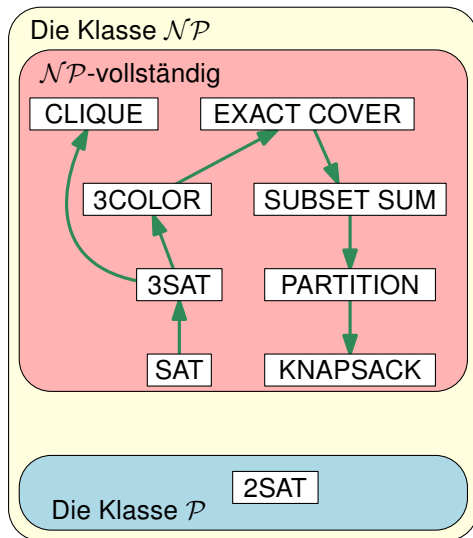 Die Klasse 𝒩𝒫
𝒩𝒫-vollständig
CLIQUE
EXACT COVER
3COLOR
SUBSET SUM
3SAT
PARTITION
SAT
KNAPSACK
2SAT
Die Klasse 𝒫